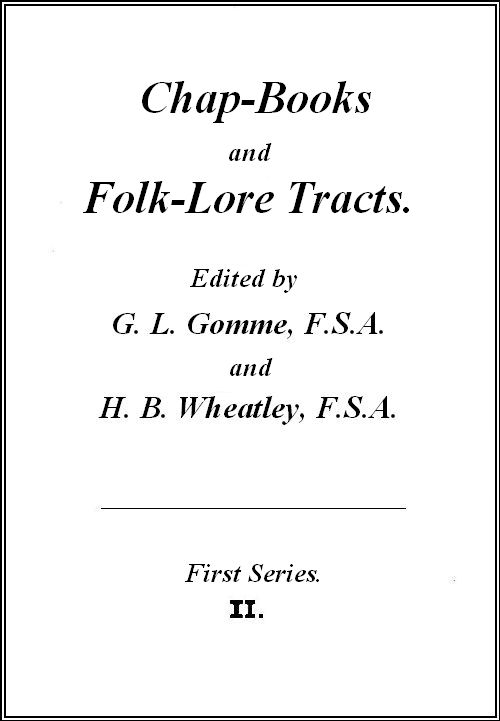 Chap-Books
and
Folk-Lore Tracts.
Edited by
G. L. Gomme, F.S.A.
and
H. B. Wheatley, F.S.A.
First Series.
II.